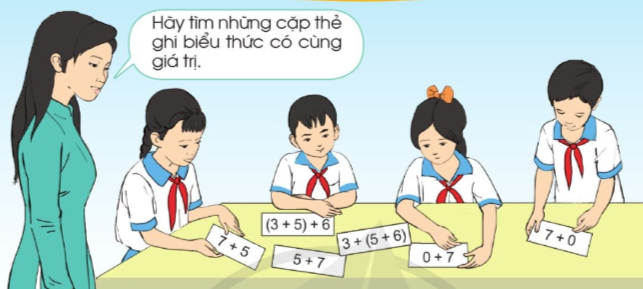 Hãy tìm những cặp thẻ
ghi biểu thức có cùng
giá trị.
(3 + 5) + 6
7 + 5
5 + 7
3 + (5 + 6)
0 + 7
7 + 0